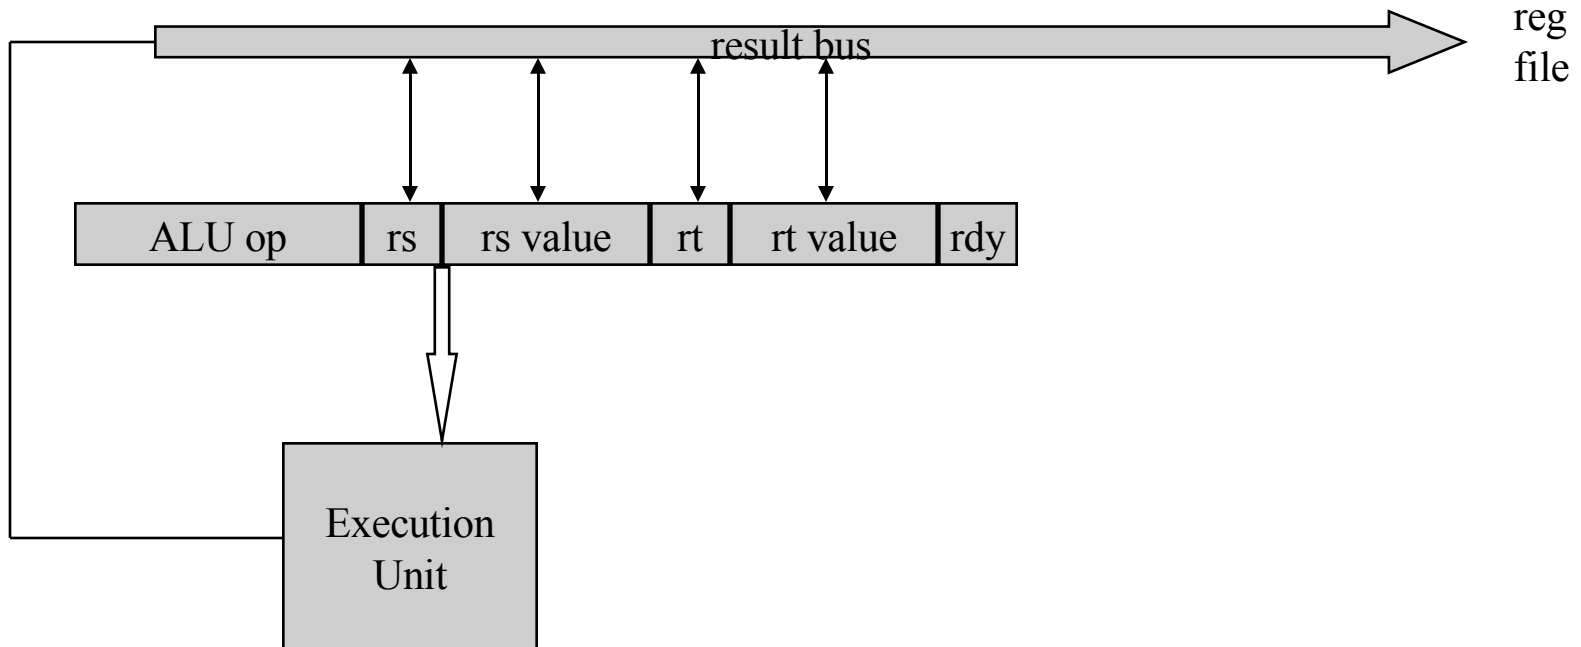 result bus
reg
file
ALU op rs rs value rt rt value rdy
Execution
Unit